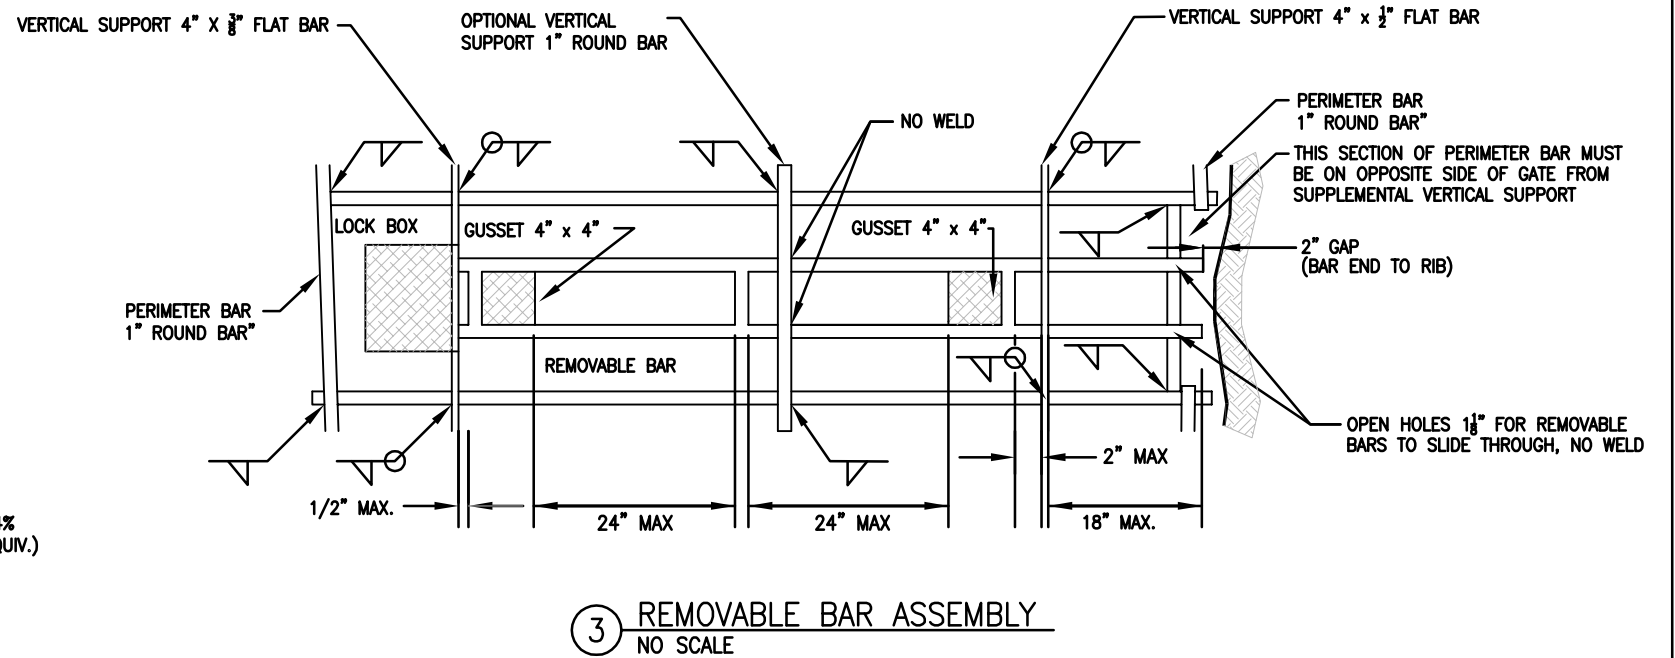 VERTICAL SUPPORT 4" X 3/8" FLAT BAR
OPTIONAL VERTICAL
SUPPORT 1" ROUND BAR
VERTICAL SUPPORT 4" x 1/2" FLAT BAR
NO WELD
PERIMETER BAR
1" ROUND BAR"
THIS SECTION OF PERIMETER BAR MUST
BE ON OPPOSITE SIDE OF GATE FROM
SUPPLEMENTAL VERTICAL SUPPORT
LOCK BOX
GUSSET 4" x 4"
GUSSET 4" x 4"
2" GAP
(BAR END TO RIB)
PERIMETER BAR
1" ROUND BAR"
REMOVABLE BAR
OPEN HOLES 1 1/8" FOR REMOVABLE
BARS TO SLIDE THROUGH, NO WELD
2" MAX
1/2" MAX.
24" MAX
24" MAX
18" MAX.
4%
QUIV.)
3
REMOVABLE BAR ASSEMBLY
NO SCALE